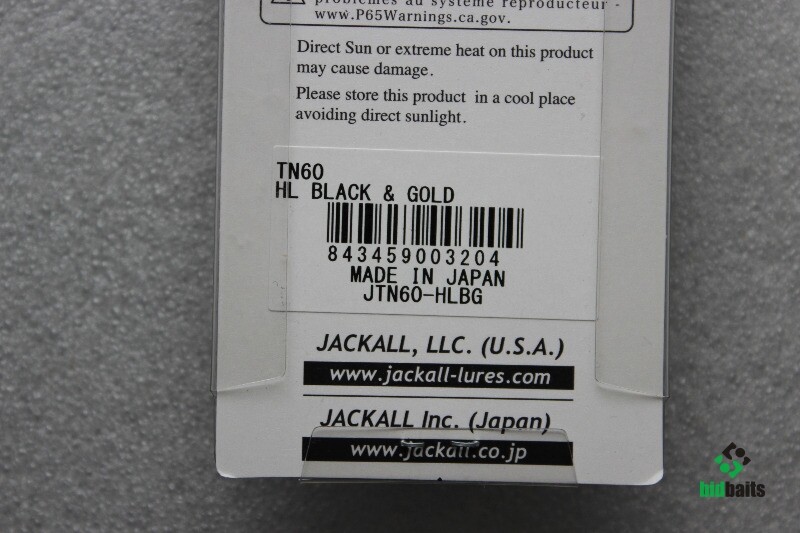 problèmes au système reproducteur -
www.P65Warnings.ca.gov.
Direct Sun or extreme heat on this product
may cause damage.
Please store this product in a cool place
avoiding direct sunlight.
TN60
HL BLACK & GOLD
843459003204
MADE IN JAPAN
JTN60-HLBG
JACKALL, LLC. (U.S.A.)
www.jackall-lures.com
JACKALL Inc. (Japan)
www.jackall.co.jp
bidbaits